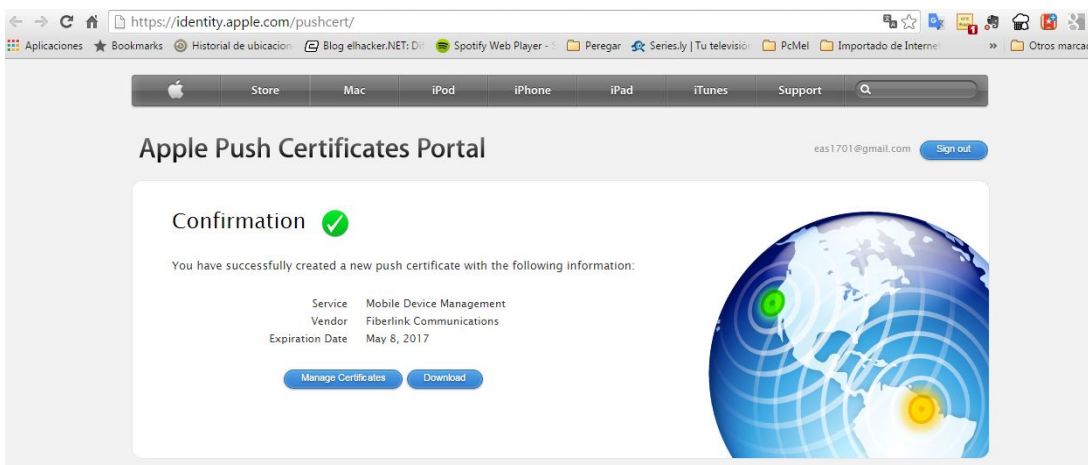 https://identity.apple.com/pushcert/
Aplicaciones Bookmarks Historial de ubicacion Blog elhacker.NET: Di Spotify Web Player - Peregar Series.ly | Tu televisión PcMel Importado de Internet » Otros marcad
Store Mac iPod iPhone iPad iTunes Support
Apple Push Certificates Portal
eas1701@gmail.com Sign out
Confirmation
You have successfully created a new push certificate with the following information:
Service Mobile Device Management
Vendor Fiberlink Communications
Expiration Date May 8, 2017
Manage Certificates Download